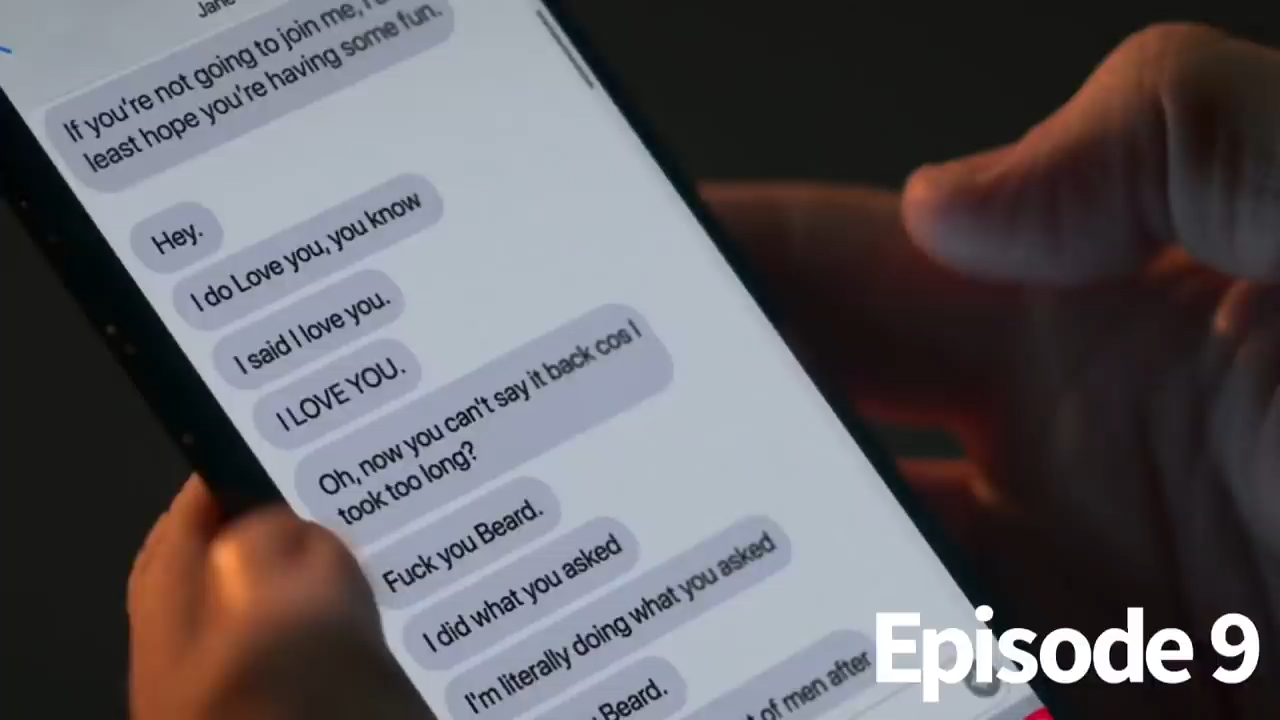 Jane
If you're not going to join me, I'd
least hope you're having some fun.
Hey.
I do Love you, you know
I said I love you.
I LOVE YOU.
Oh, now you can't say it back cos I
took too long?
Fuck you Beard.
I did what you asked
I'm literally doing what you asked
Beard.
of men after
Episode 9